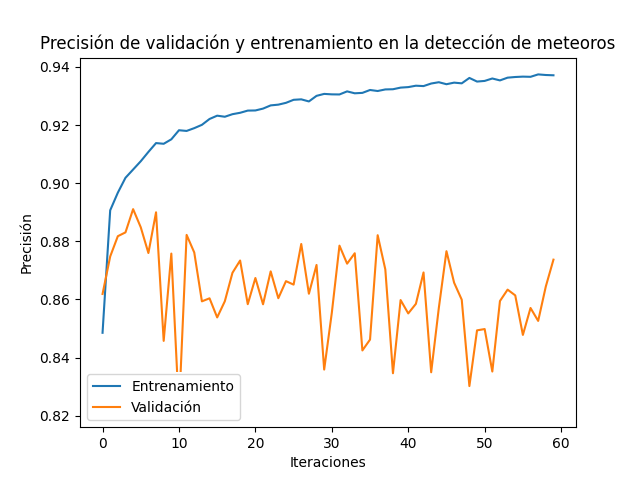 Precisión de validación y entrenamiento en la detección de meteoros
0.94
0.92
0.90
0.88
0.86
0.84
0.82
Precisión
Entrenamiento
Validación
0 10 20 30 40 50 60
Iteraciones